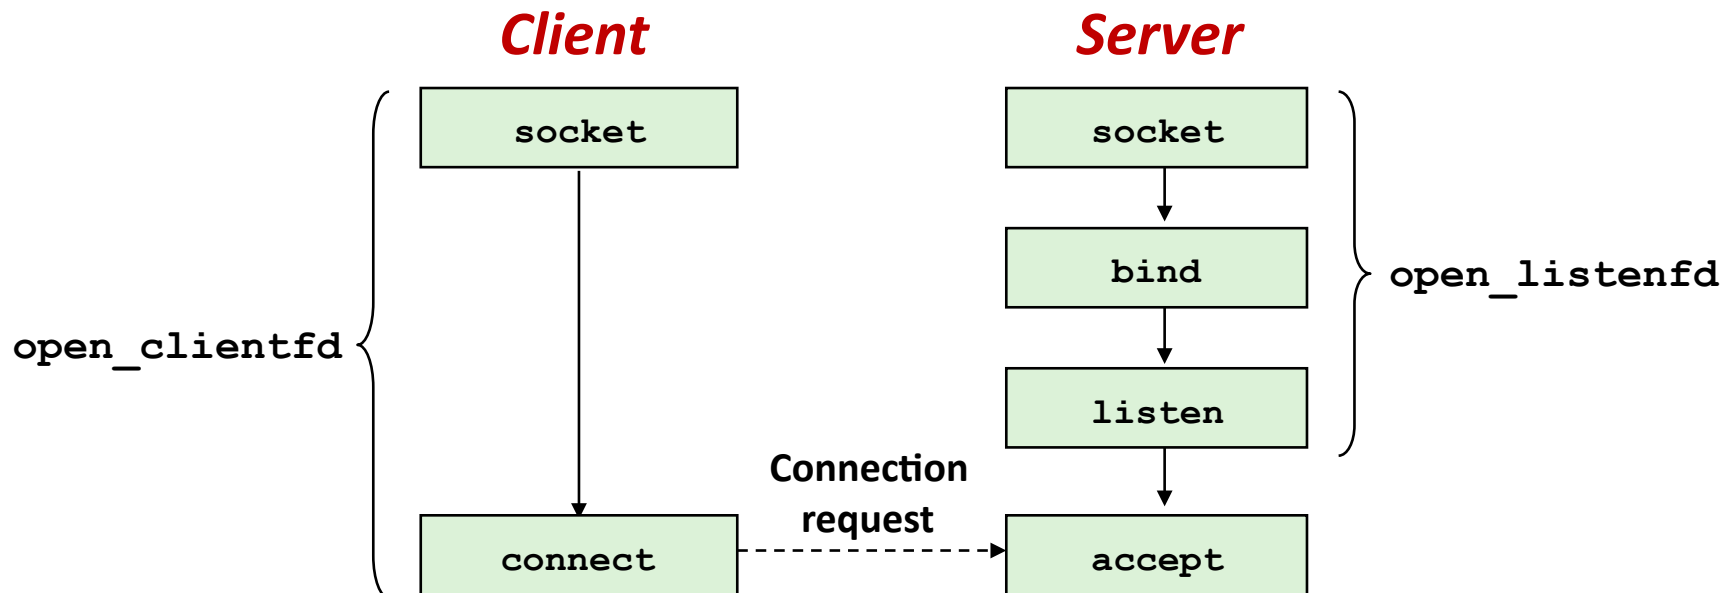 Client
Server
socket
socket
bind
open_listenfd
open_clientfd
listen
Connection
request
connect
accept